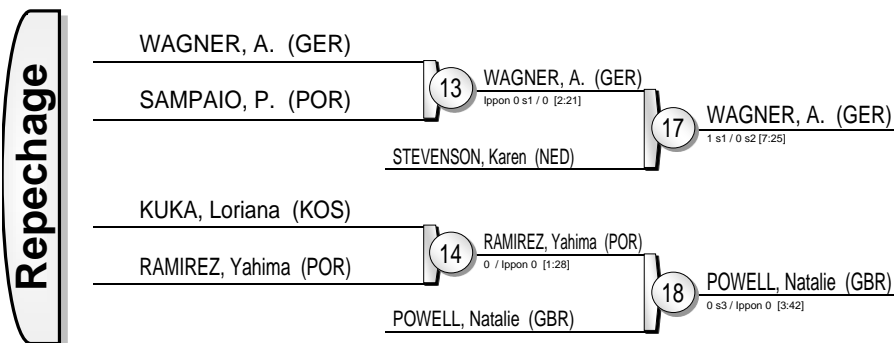 Repechage
WAGNER, A. (GER)
SAMPAIO, P. (POR)
13
WAGNER, A. (GER)
Ippon 0 s1 / 0 [2:21]
STEVENSON, Karen (NED)
17
WAGNER, A. (GER)
1 s1 / 0 s2 [7:25]
KUKA, Loriana (KOS)
RAMIREZ, Yahima (POR)
14
RAMIREZ, Yahima (POR)
0 / Ippon 0 [1:28]
POWELL, Natalie (GBR)
18
POWELL, Natalie (GBR)
0 s3 / Ippon 0 [3:42]